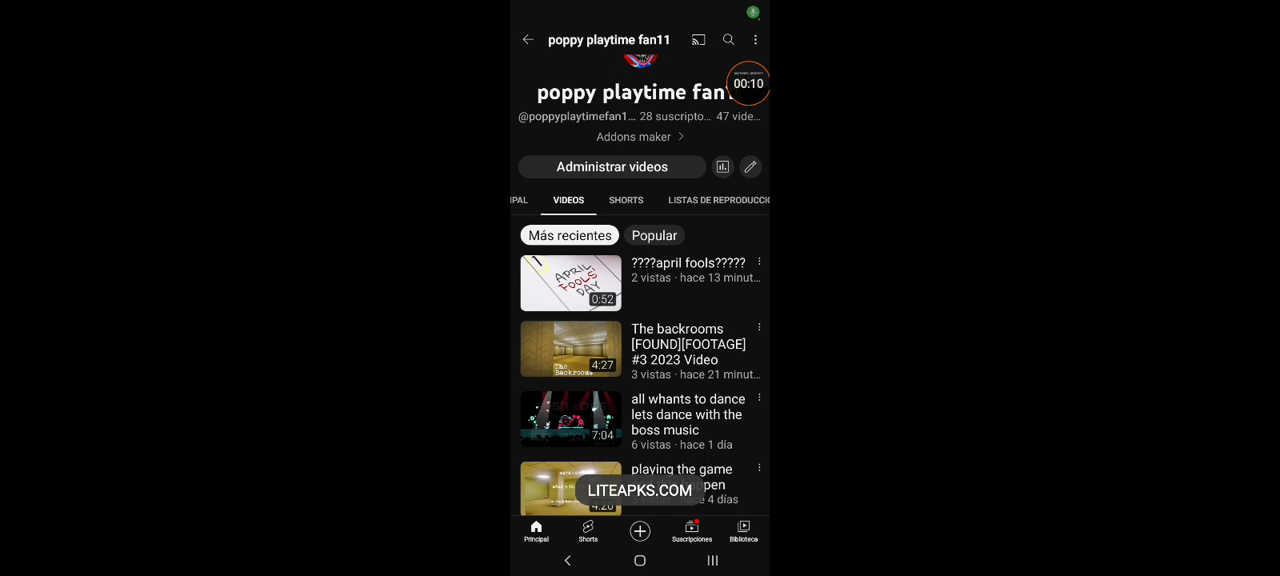 poppy playtime fan11
00:10
poppy playtime fan
@poppyplaytimefan1... 28 suscripto... 47 vide...
Addons maker
Administrar videos
IPAL VIDEOS SHORTS LISTAS DE REPRODUCCIO
Más recientes Popular
????april fools?????
2 vistas · hace 13 minut...
APRIL
FOOLS'
DAY
0:52
The backrooms
[FOUND][FOOTAGE]
#3 2023 Video
3 vistas · hace 21 minut...
The
Backrooms
4:27
all whants to dance
lets dance with the
boss music
6 vistas · hace 1 día
7:04
playing the game
hace 4 días
4:20
LITEAPKS.COM
Principal Shorts Suscripciones Biblioteca